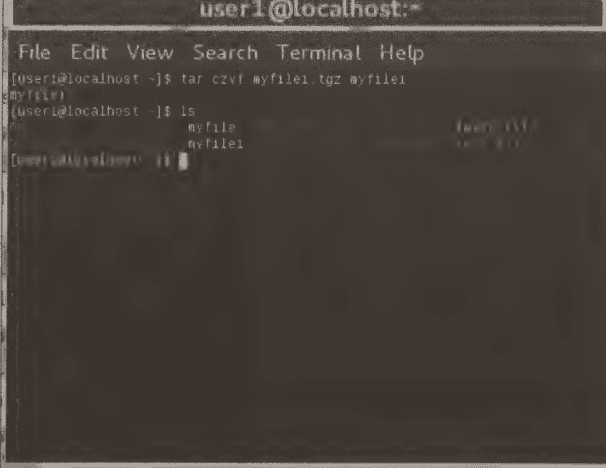 user1@localhost:~
File Edit View Search Terminal Help
[user1@localhost ~]$ tar czvf myfile1.tgz myfile1
myfile1
[user1@localhost ~]$ ls
myfile
myfile1